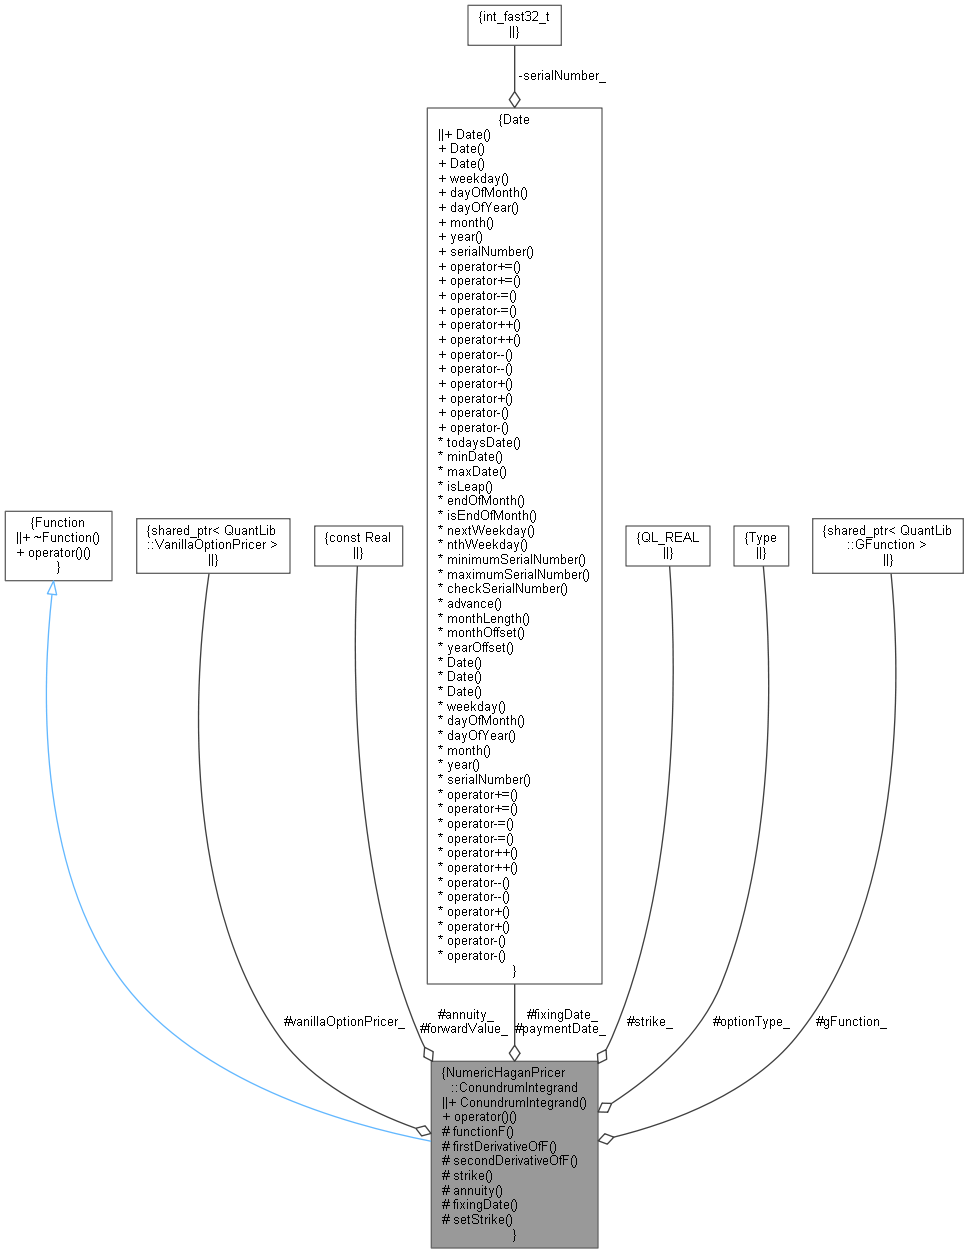 {int_fast32_t
||}
-serialNumber_
{Date
||+ Date()
+ Date()
+ Date()
+ weekday()
+ dayOfMonth()
+ dayOfYear()
+ month()
+ year()
+ serialNumber()
+ operator+=()
+ operator+=()
+ operator-=()
+ operator-=()
+ operator++()
+ operator++()
+ operator--()
+ operator--()
+ operator+()
+ operator+()
+ operator-()
+ operator-()
* todaysDate()
* minDate()
* maxDate()
* isLeap()
* endOfMonth()
* isEndOfMonth()
* nextWeekday()
* nthWeekday()
* minimumSerialNumber()
* maximumSerialNumber()
* checkSerialNumber()
* advance()
* monthLength()
* monthOffset()
* yearOffset()
* Date()
* Date()
* Date()
* weekday()
* dayOfMonth()
* dayOfYear()
* month()
* year()
* serialNumber()
* operator+=()
* operator+=()
* operator-=()
* operator-=()
* operator++()
* operator++()
* operator--()
* operator--()
* operator+()
* operator+()
* operator-()
* operator-()
}
{Function
||+ ~Function()
+ operator()()
}
{shared_ptr< QuantLib
::VanillaOptionPricer >
||}
{const Real
||}
{QL_REAL
||}
{Type
||}
{shared_ptr< QuantLib
::GFunction >
||}
#vanillaOptionPricer_
#annuity_
#forwardValue_
#fixingDate_
#paymentDate_
#strike_
#optionType_
#gFunction_
{NumericHaganPricer
::ConundrumIntegrand
||+ ConundrumIntegrand()
+ operator()()
# functionF()
# firstDerivativeOfF()
# secondDerivativeOfF()
# strike()
# annuity()
# fixingDate()
# setStrike()
}